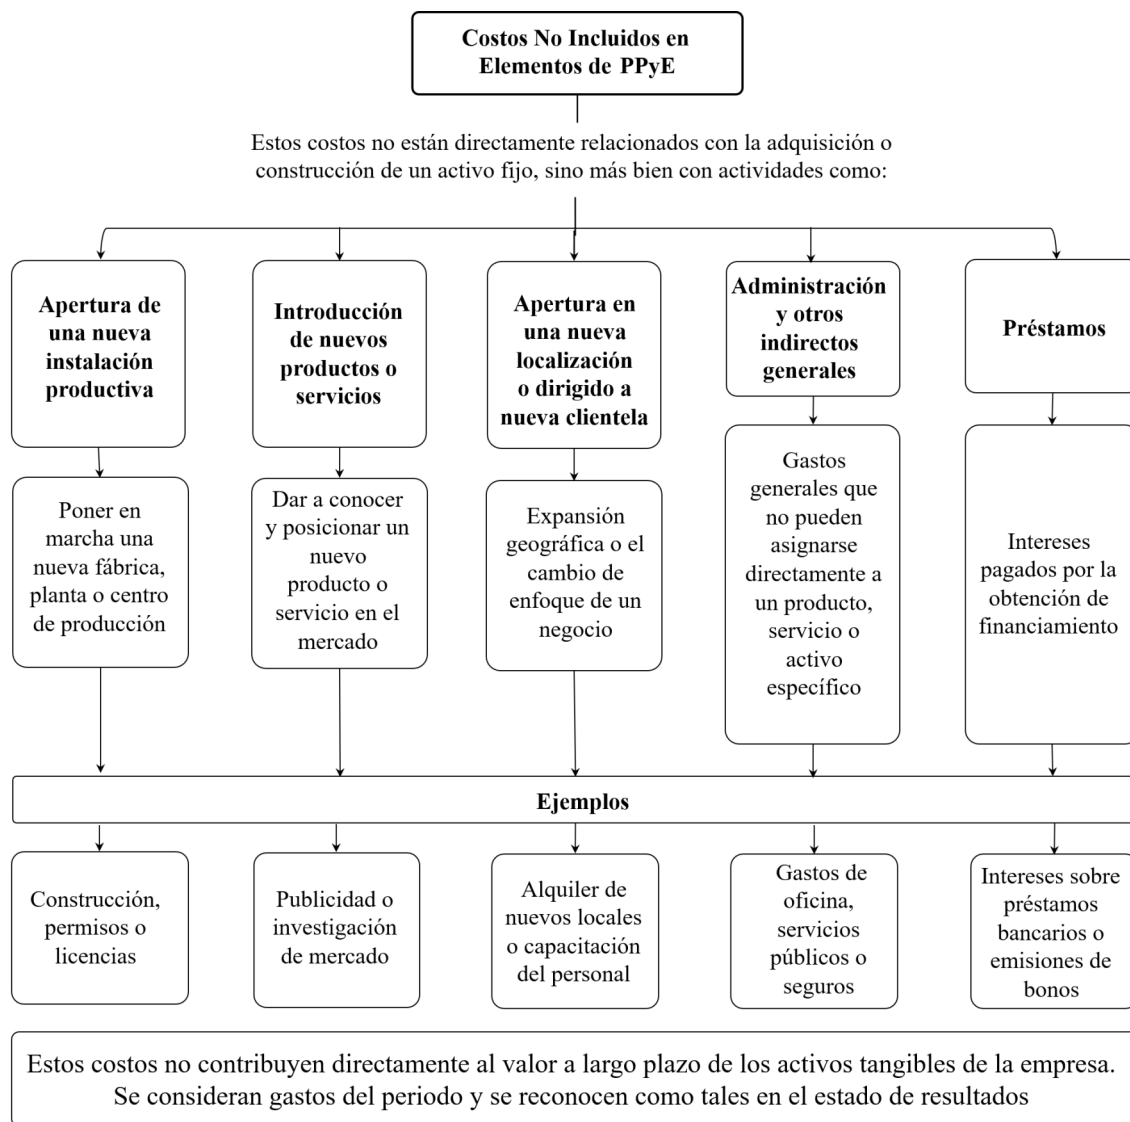 Costos No Incluidos en
Elementos de PPyE
Estos costos no están directamente relacionados con la adquisición o
construcción de un activo fijo, sino más bien con actividades como:
Apertura de
una nueva
instalación
productiva
Introducción
de nuevos
productos o
servicios
Apertura en
una nueva
localización
o dirigido a
nueva clientela
Administración
y otros
indirectos
generales
Préstamos
Poner en
marcha una
nueva fábrica,
planta o centro
de producción
Dar a conocer
y posicionar un
nuevo
producto o
servicio en el
mercado
Expansión
geográfica o el
cambio de
enfoque de un
negocio
Gastos
generales que
no pueden
asignarse
directamente a
un producto,
servicio o
activo
específico
Intereses
pagados por la
obtención de
financiamiento
Ejemplos
Construcción,
permisos o
licencias
Publicidad o
investigación
de mercado
Alquiler de
nuevos locales
o capacitación
del personal
Gastos de
oficina,
servicios
públicos o
seguros
Intereses sobre
préstamos
bancarios o
emisiones de
bonos
Estos costos no contribuyen directamente al valor a largo plazo de los activos tangibles de la empresa.
Se consideran gastos del periodo y se reconocen como tales en el estado de resultados